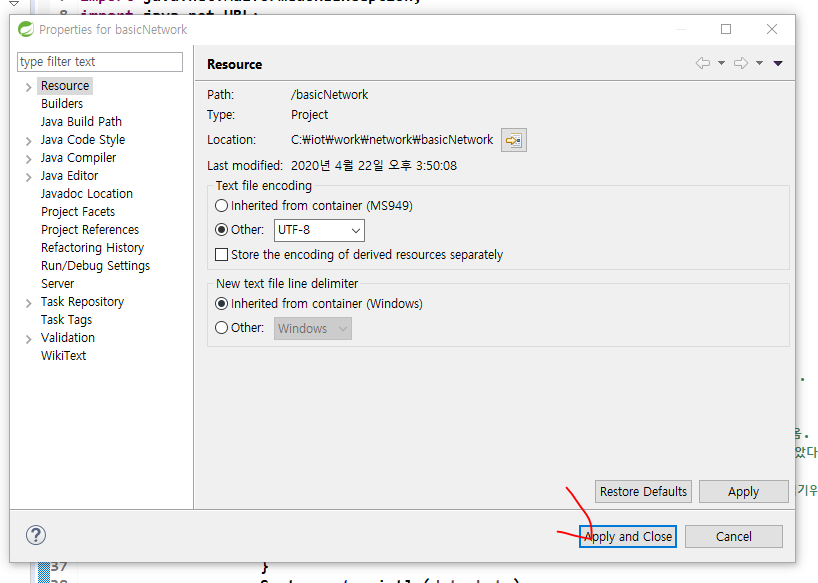 import java.net.MalformedURLException;
import java.net.URL;
Properties for basicNetwork
type filter text
Resource
Builders
Java Build Path
Java Code Style
Java Compiler
Java Editor
Javadoc Location
Project Facets
Project References
Refactoring History
Run/Debug Settings
Server
Task Repository
Task Tags
Validation
WikiText
Resource
Path: /basicNetwork
Type: Project
Location: C:₩iot₩work₩network₩basicNetwork
Last modified: 2020년 4월 22일 오후 3:50:08
Text file encoding
Inherited from container (MS949)
Other: UTF-8
Store the encoding of derived resources separately
New text file line delimiter
Inherited from container (Windows)
Other: Windows
Restore Defaults Apply
? Apply and Close Cancel
37 }